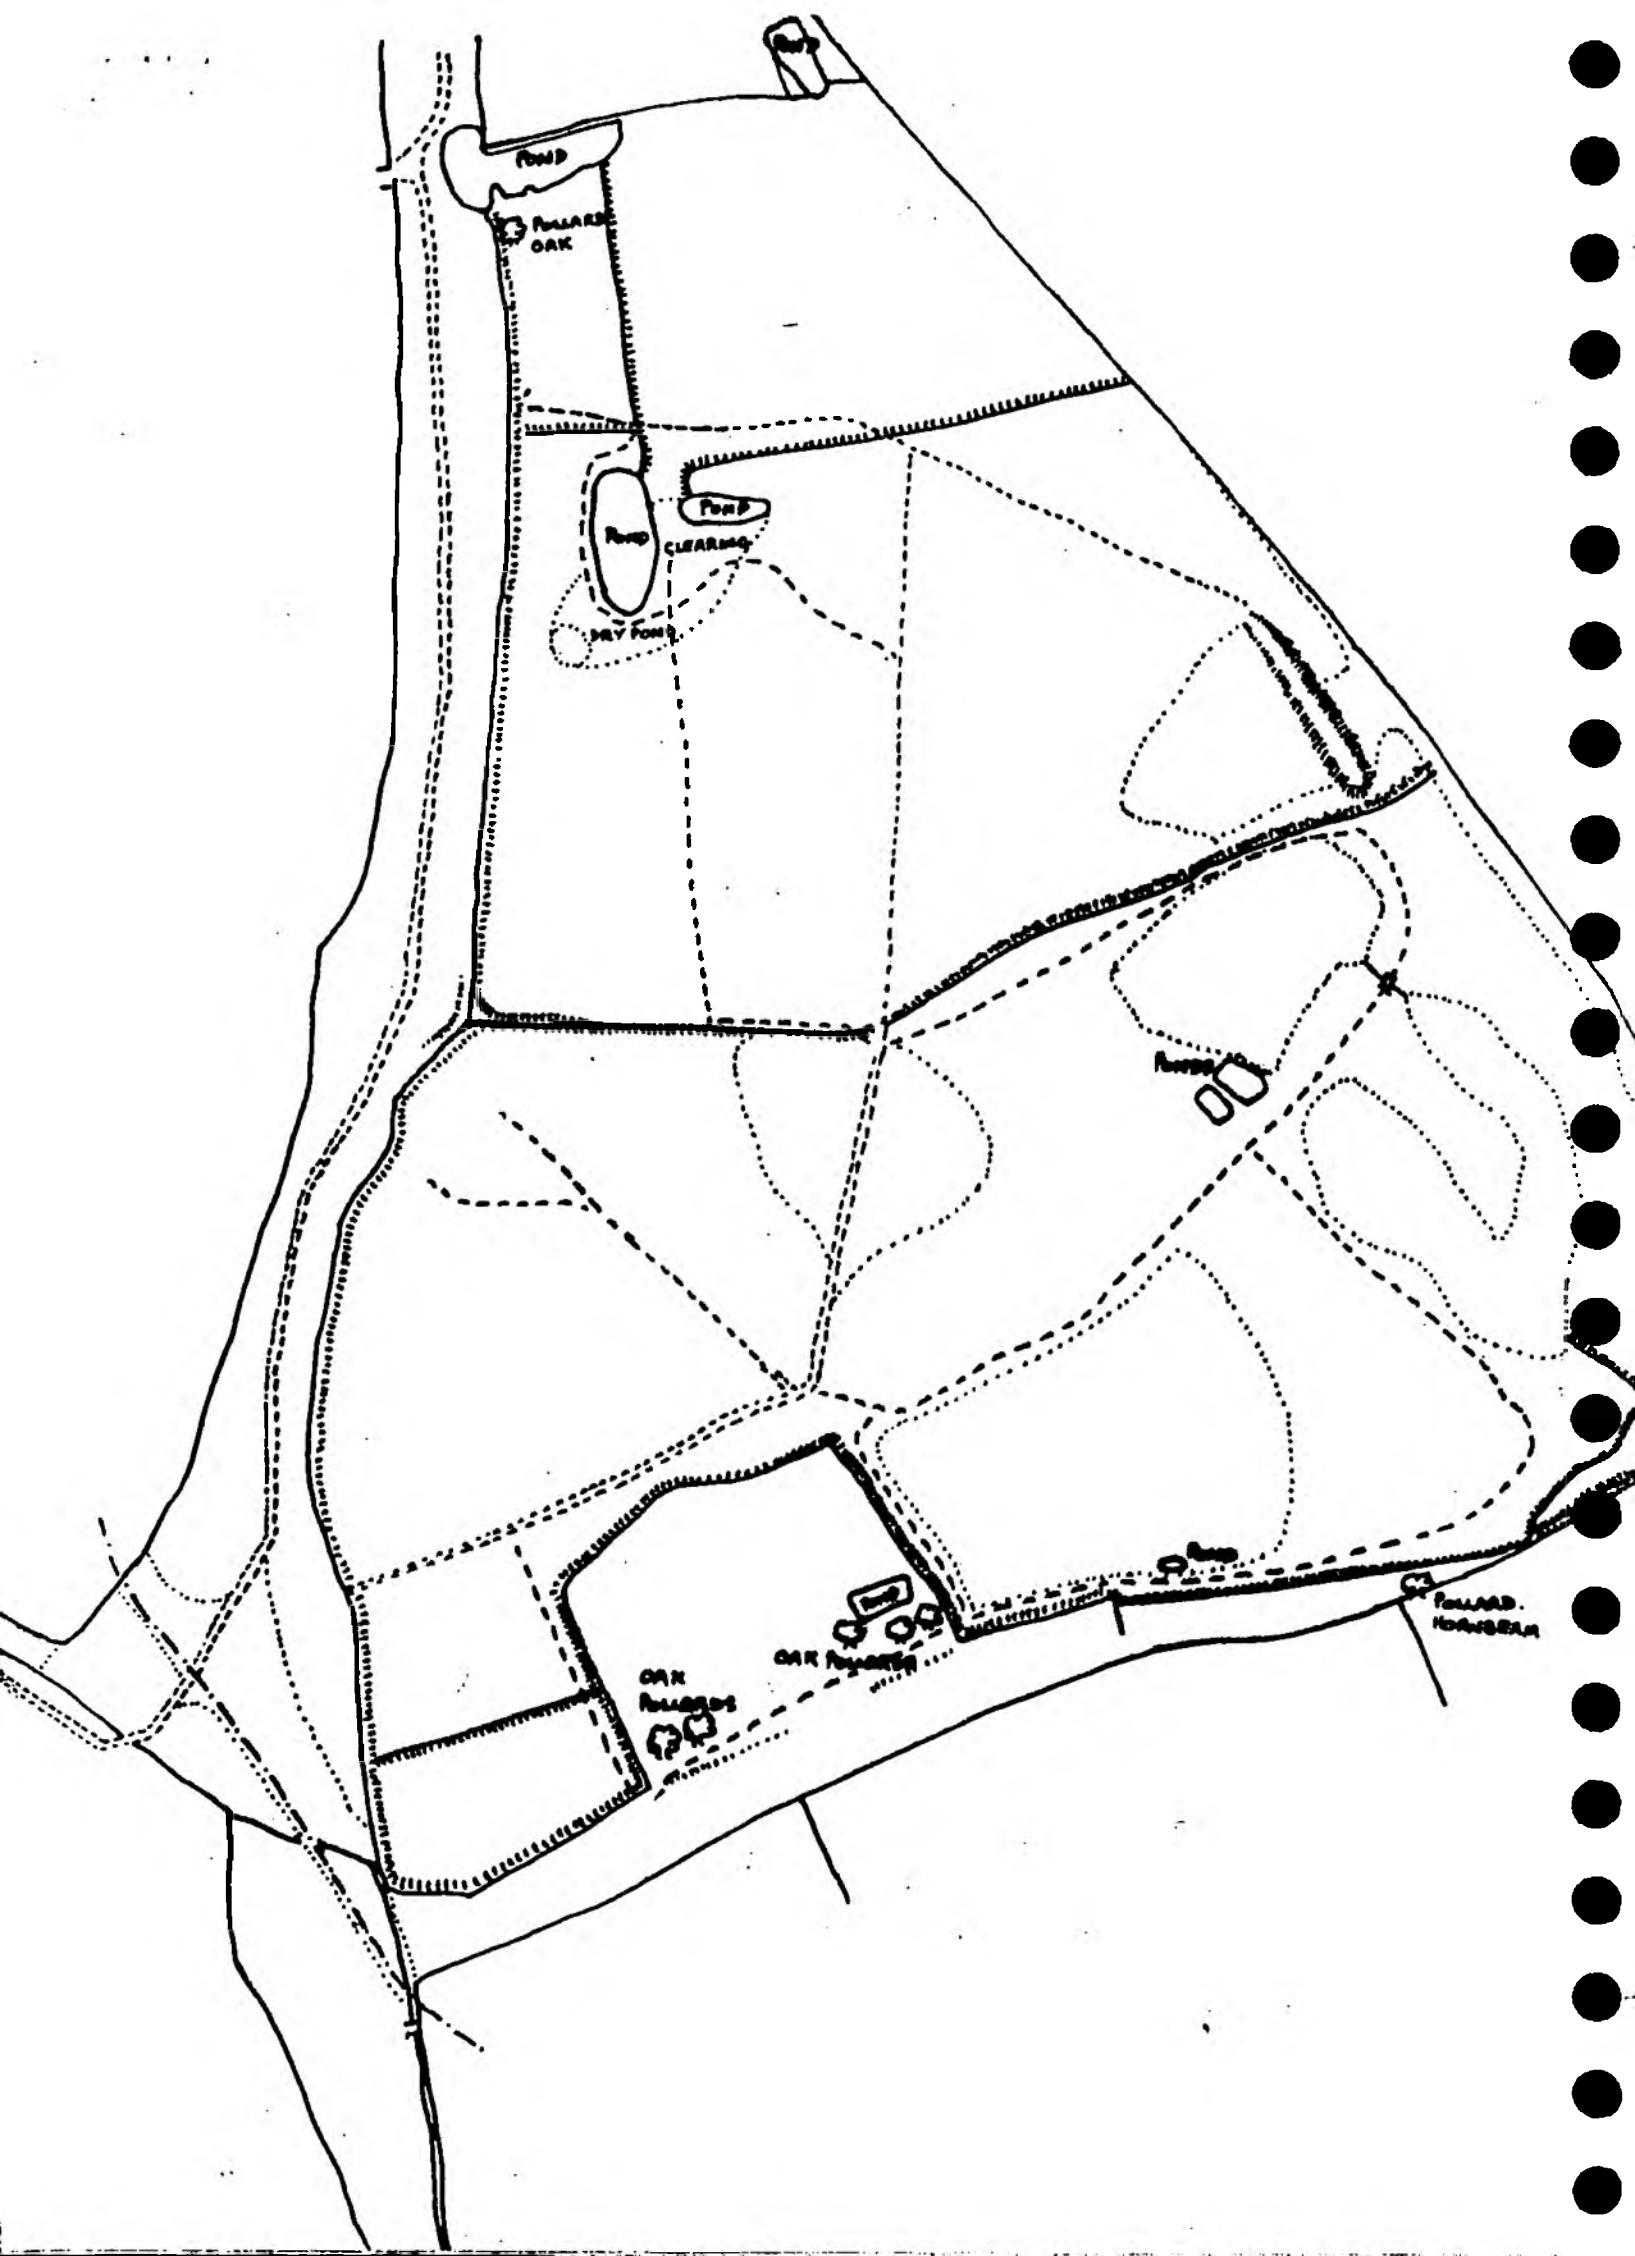 POND
POND
POLLARD
OAK
POND
POND
CLEARING
DRY POND
PONDS
POND
POND
OAK POLLARDS
OAK
POLLARDS
POLLARD.
HORNBEAM